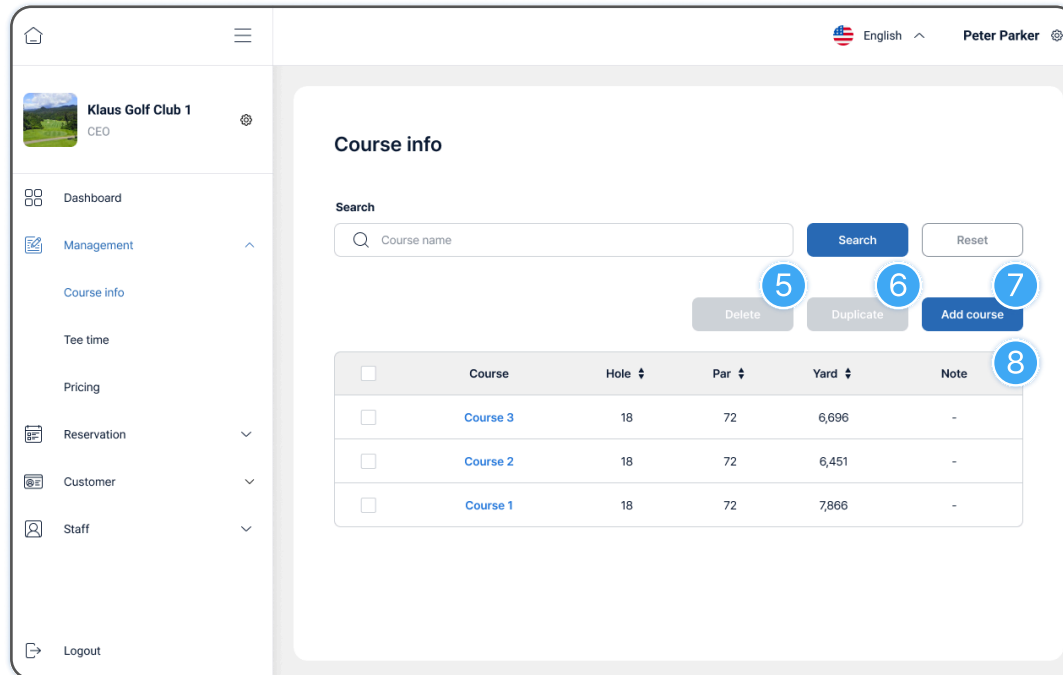 English
Peter Parker
Klaus Golf Club 1
CEO
Dashboard
Management
Course info
Tee time
Pricing
Reservation
Customer
Staff
Logout
Course info
Search
Course name
Search
Reset
5
6
7
Delete
Duplicate
Add course
8
Course Hole Par Yard Note
Course 3 18 72 6,696 -
Course 2 18 72 6,451 -
Course 1 18 72 7,866 -